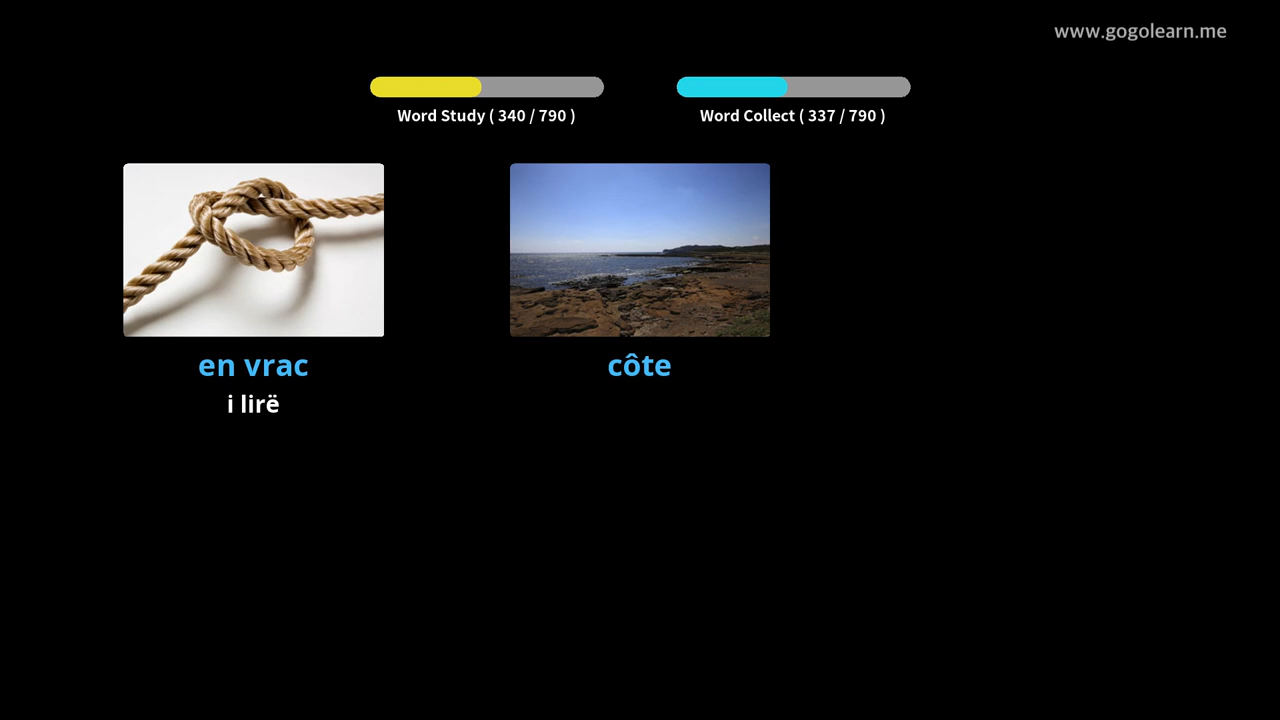 www.gogolearn.me
Word Study ( 340 / 790 )
Word Collect ( 337 / 790 )
en vrac
i lirë
côte